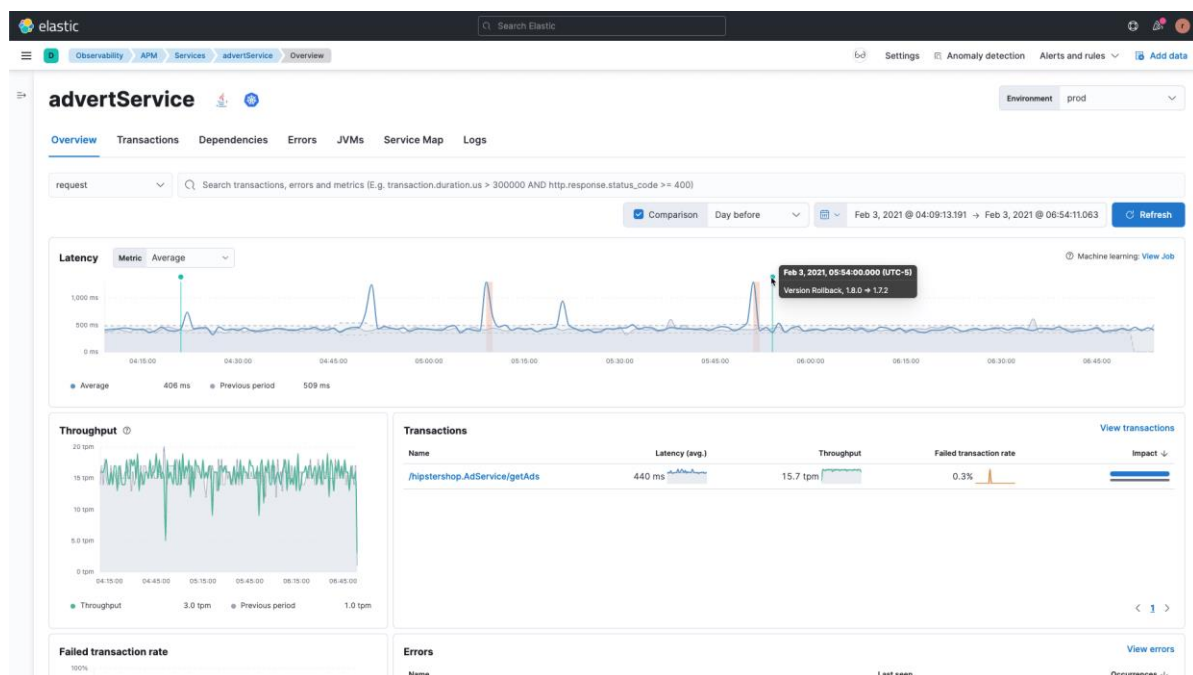 elastic
Search Elastic
r
D
Observability
APM
Services
advertService
Overview
Settings
Anomaly detection
Alerts and rules
Add data
advertService
Environment prod
Overview Transactions Dependencies Errors JVMs Service Map Logs
request
Search transactions, errors and metrics (E.g. transaction.duration.us > 300000 AND http.response.status_code >= 400)
Comparison Day before
Feb 3, 2021 @ 04:09:13.191 → Feb 3, 2021 @ 06:54:11.063
Refresh
Latency
Metric Average
Machine learning: View Job
Feb 3, 2021, 05:54:00.000 (UTC-5)
Version Rollback, 1.8.0 => 1.7.2
1,000 ms
500 ms
0 ms
04:15:00 04:30:00 04:45:00 05:00:00 05:15:00 05:30:00 05:45:00 06:00:00 06:15:00 06:30:00 06:45:00
Average 406 ms Previous period 509 ms
Throughput
20 tpm
15 tpm
10 tpm
5.0 tpm
0 tpm
04:15:00 04:45:00 05:15:00 05:45:00 06:15:00 06:45:00
Throughput 3.0 tpm Previous period 1.0 tpm
Transactions
View transactions
Name Latency (avg.) Throughput Failed transaction rate Impact
/hipstershop.AdService/getAds 440 ms 15.7 tpm 0.3%
< 1 >
Failed transaction rate
100%
Errors
View errors
Name Last seen Occurrences